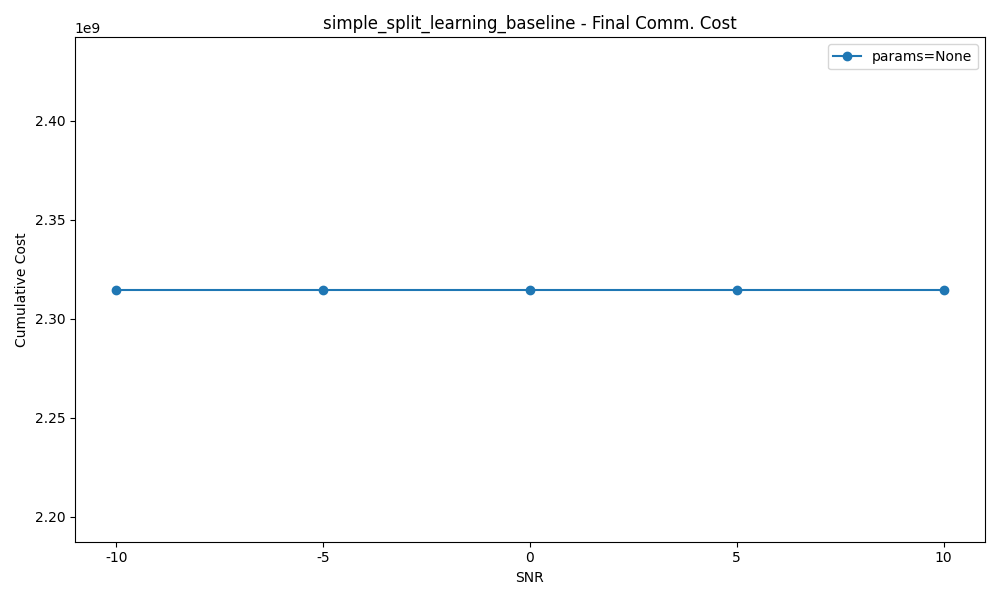 simple_split_learning_baseline - Final Comm. Cost
1e9
params=None
2.40
2.35
2.30
2.25
2.20
Cumulative Cost
-10
-5
0
5
10
SNR